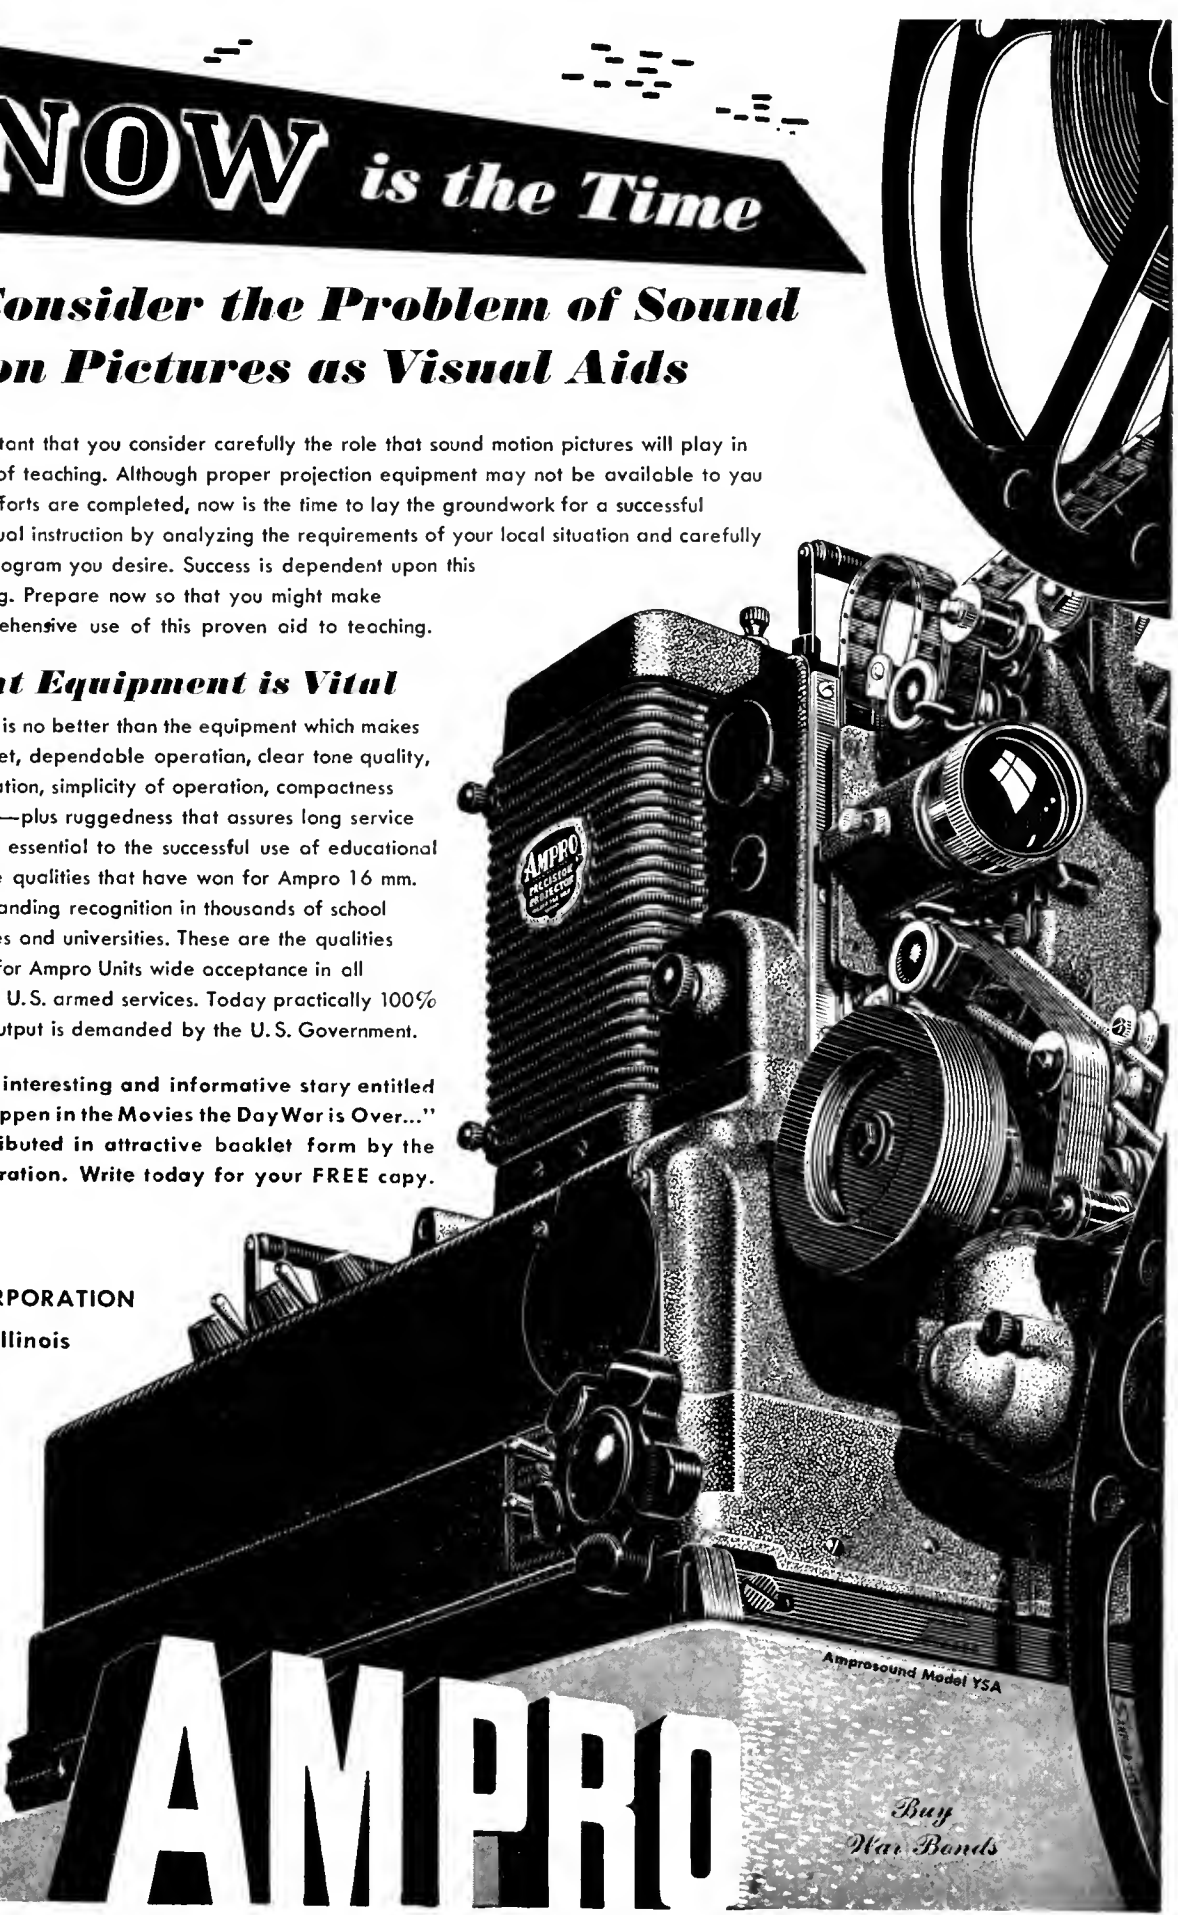 NOW is the Time
onsider the Problem of Sound
on Pictures as Visual Aids
tant that you consider carefully the role that sound motion pictures will play in
of teaching. Although proper projection equipment may not be available to you
forts are completed, now is the time to lay the groundwork for a successful
ual instruction by analyzing the requirements of your local situation and carefully
ogram you desire. Success is dependent upon this
g. Prepare now so that you might make
ehensive use of this proven aid to teaching.
nt Equipment is Vital
is no better than the equipment which makes
et, dependable operation, clear tone quality,
ation, simplicity of operation, compactness
—plus ruggedness that assures long service
essential to the successful use of educational
e qualities that have won for Ampro 16 mm.
anding recognition in thousands of school
es and universities. These are the qualities
for Ampro Units wide acceptance in all
U.S. armed services. Today practically 100%
utput is demanded by the U.S. Government.
interesting and informative story entitled
ppen in the Movies the Day War is Over..."
ibuted in attractive booklet form by the
ration. Write today for your FREE copy.
RPORATION
llinois
AMPRO
PRECISION
PROJECTOR
Amprosound Model YSA
AMPRO
Buy
War Bonds